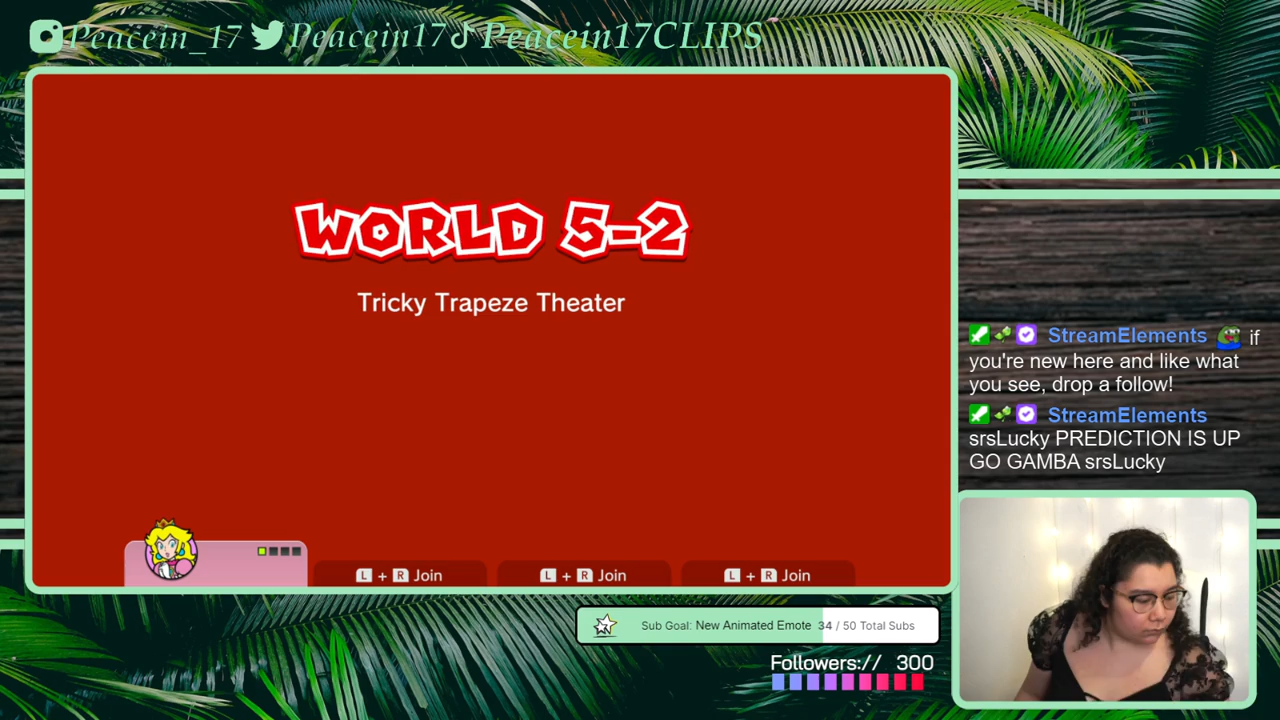 Peacein_17 Peacein17 Peacein17CLIPS
WORLD 5-2
Tricky Trapeze Theater
L + R Join L + R Join L + R Join
StreamElements if
you're new here and like what
you see, drop a follow!
StreamElements
srsLucky PREDICTION IS UP
GO GAMBA srsLucky
Sub Goal: New Animated Emote 34 / 50 Total Subs
Followers:// 300